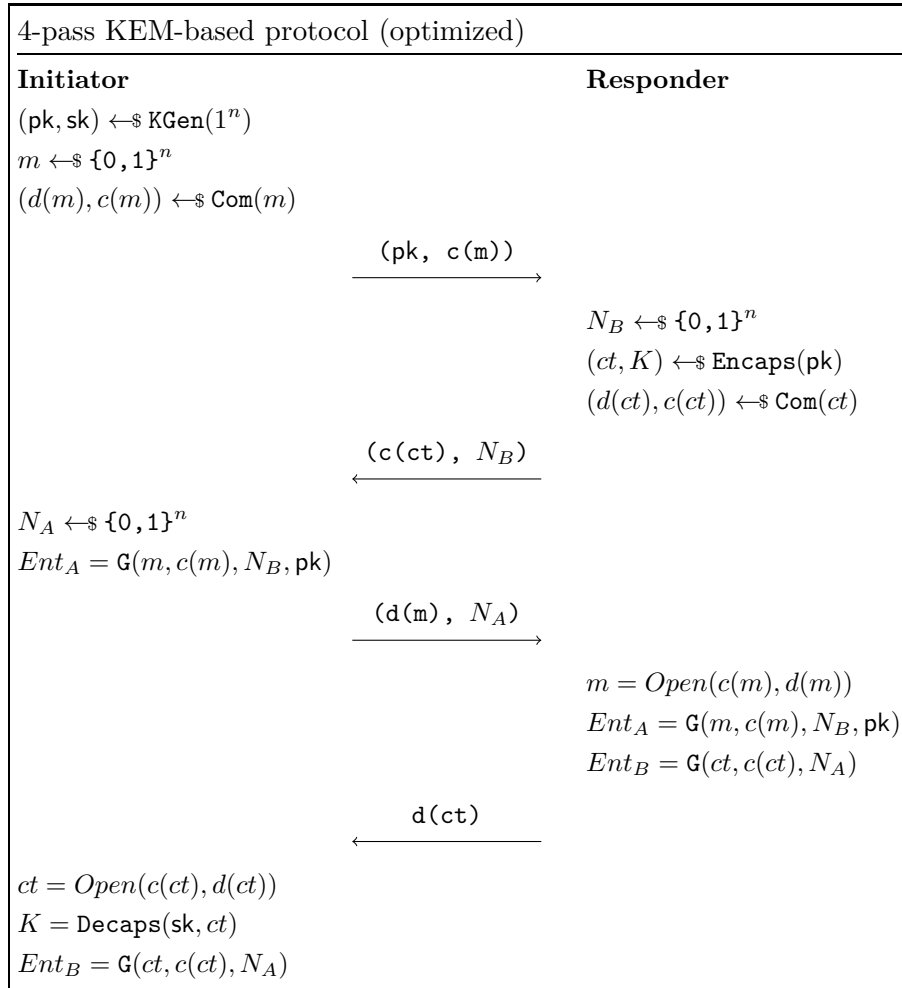 4-pass KEM-based protocol (optimized)
Initiator Responder
(pk, sk) ←$ KGen(1^n)
m ←$ {0,1}^n
(d(m), c(m)) ←$ Com(m)
(pk, c(m))
N_B ←$ {0,1}^n
(ct, K) ←$ Encaps(pk)
(d(ct), c(ct)) ←$ Com(ct)
(c(ct), N_B)
N_A ←$ {0,1}^n
Ent_A = G(m, c(m), N_B, pk)
(d(m), N_A)
m = Open(c(m), d(m))
Ent_A = G(m, c(m), N_B, pk)
Ent_B = G(ct, c(ct), N_A)
d(ct)
ct = Open(c(ct), d(ct))
K = Decaps(sk, ct)
Ent_B = G(ct, c(ct), N_A)